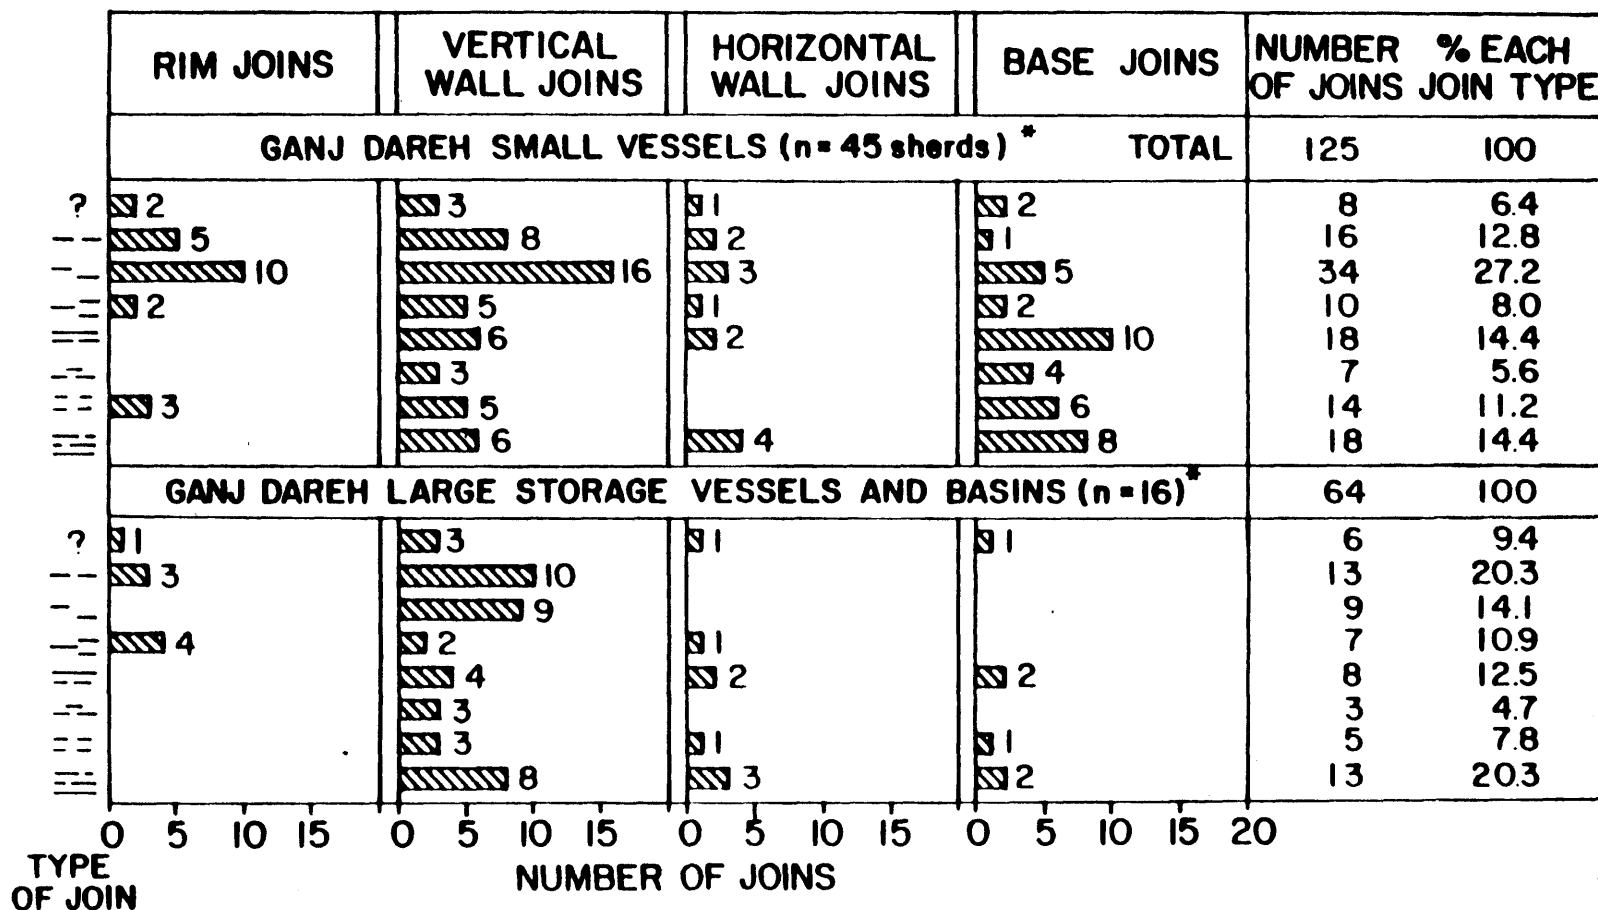 RIM JOINS
VERTICAL WALL JOINS
HORIZONTAL WALL JOINS
BASE JOINS
NUMBER OF JOINS
% EACH JOIN TYPE
GANJ DAREH SMALL VESSELS (n = 45 sherds) * TOTAL 125 100
? 2 3 1 2 8 6.4
5 8 2 1 16 12.8
10 16 3 5 34 27.2
2 5 1 2 10 8.0
6 2 10 18 14.4
3 4 7 5.6
3 5 6 14 11.2
6 4 8 18 14.4
GANJ DAREH LARGE STORAGE VESSELS AND BASINS (n = 16)* 64 100
? 1 3 1 1 6 9.4
3 10 13 20.3
9 9 14.1
4 2 1 7 10.9
4 2 2 8 12.5
3 3 4.7
3 1 1 5 7.8
8 3 2 13 20.3
0 5 10 15 0 5 10 15 0 5 10 15 0 5 10 15 20
TYPE OF JOIN
NUMBER OF JOINS